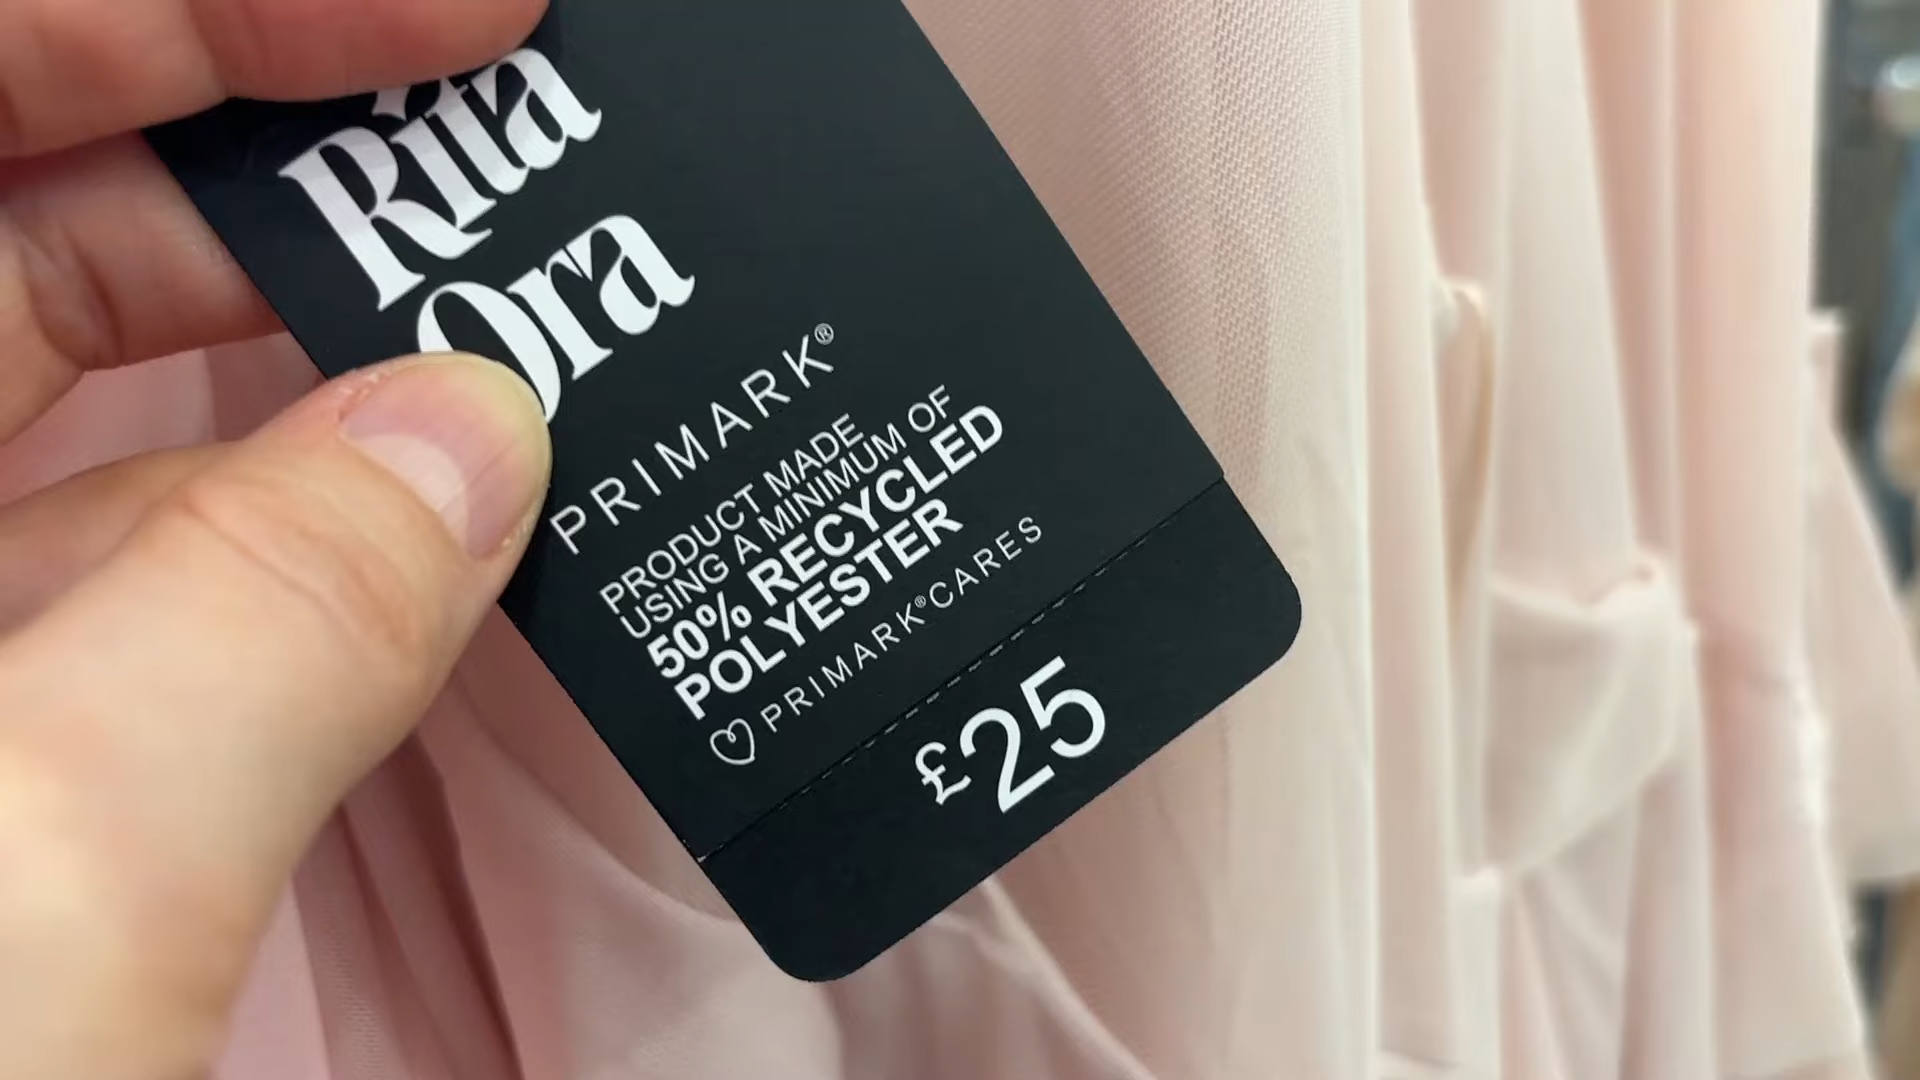 Rita
Ora
PRIMARK®
PRODUCT MADE
USING A MINIMUM OF
50% RECYCLED
POLYESTER
PRIMARK®CARES
£25